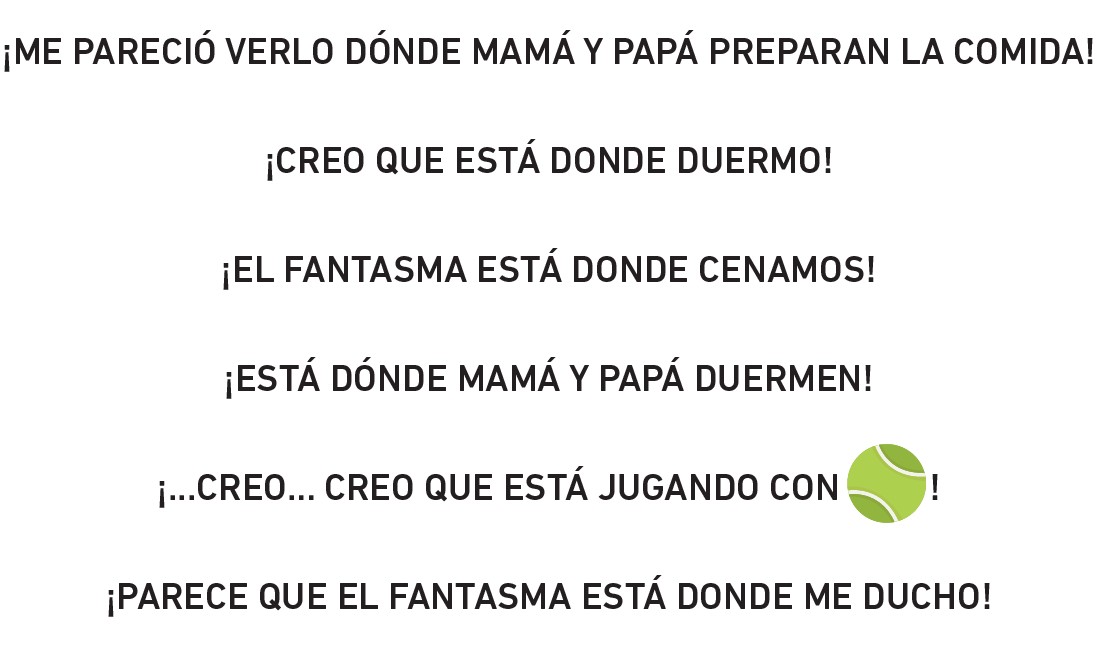 ¡ME PARECIÓ VERLO DÓNDE MAMÁ Y PAPÁ PREPARAN LA COMIDA!
¡CREO QUE ESTÁ DONDE DUERMO!
¡EL FANTASMA ESTÁ DONDE CENAMOS!
¡ESTÁ DÓNDE MAMÁ Y PAPÁ DUERMEN!
¡...CREO... CREO QUE ESTÁ JUGANDO CON !
¡PARECE QUE EL FANTASMA ESTÁ DONDE ME DUCHO!